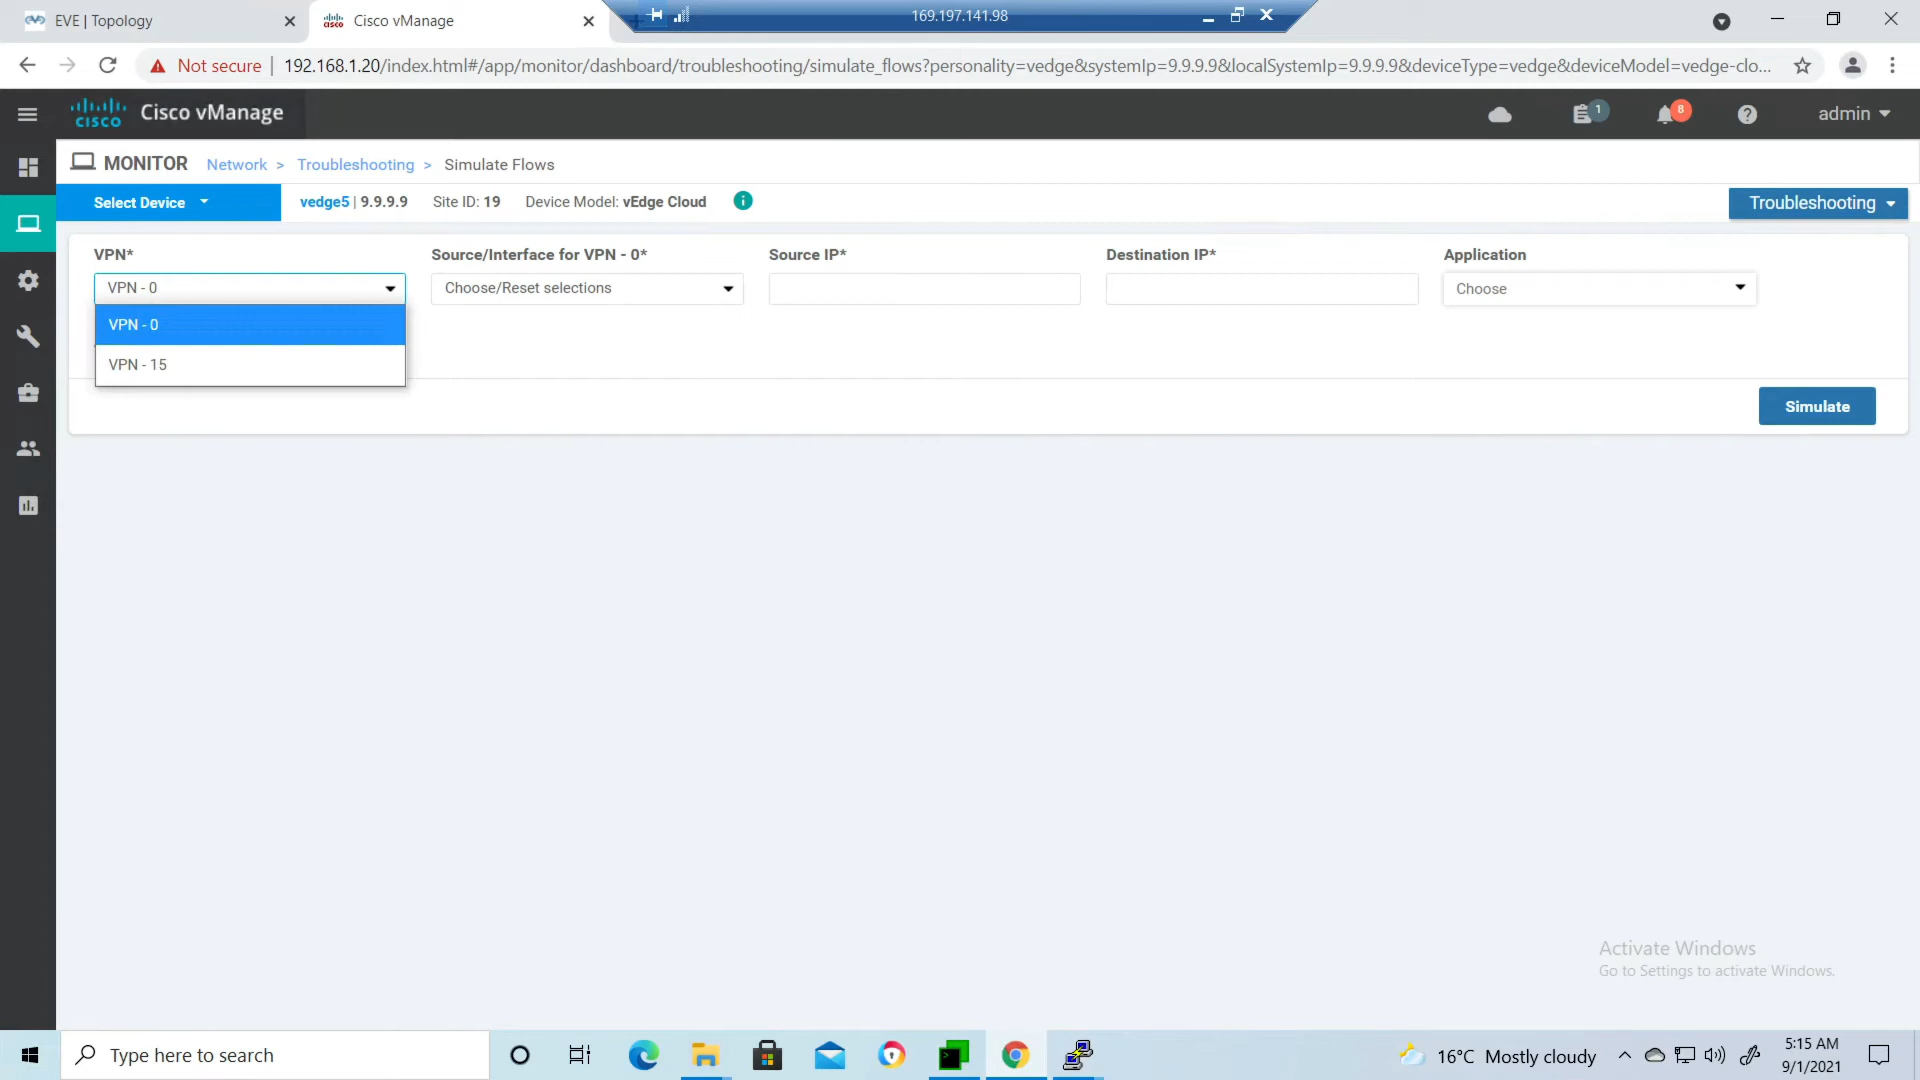 EVE | Topology
Cisco vManage
169.197.141.98
Not secure | 192.168.1.20/index.html#/app/monitor/dashboard/troubleshooting/simulate_flows?personality=vedge&systemIp=9.9.9.9&localSystemIp=9.9.9.9&deviceType=vedge&deviceModel=vedge-clo...
cisco Cisco vManage
1
8
admin
MONITOR Network > Troubleshooting > Simulate Flows
Select Device
vedge5 | 9.9.9.9 Site ID: 19 Device Model: vEdge Cloud
Troubleshooting
VPN* Source/Interface for VPN - 0* Source IP* Destination IP* Application
VPN - 0 Choose/Reset selections Choose
VPN - 0
VPN - 15
Simulate
Activate Windows
Go to Settings to activate Windows.
Type here to search
16°C Mostly cloudy
5:15 AM
9/1/2021